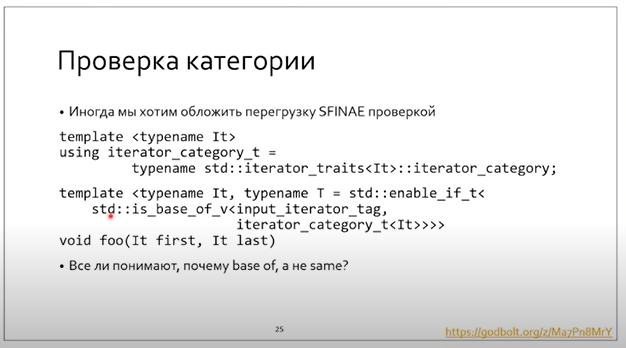 Проверка категории
• Иногда мы хотим обложить перегрузку SFINAE проверкой
template <typename It>
using iterator_category_t =
typename std::iterator_traits<It>::iterator_category;
template <typename It, typename T = std::enable_if_t<
std::is_base_of_v<input_iterator_tag,
iterator_category_t<It>>>>
void foo(It first, It last)
• Все ли понимают, почему base of, а не same?
25
https://godbolt.org/z/Ma7Pn8MrY